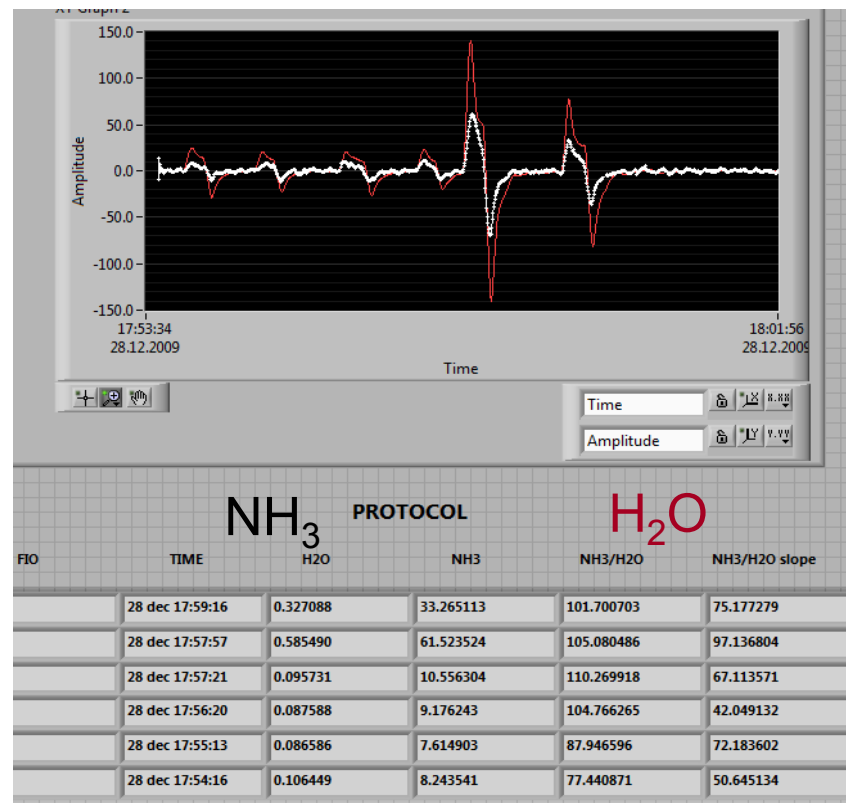 XY Graph 2
150.0
100.0
50.0
0.0
-50.0
-100.0
-150.0
Amplitude
17:53:34
28.12.2009
18:01:56
28.12.2009
Time
Time
Amplitude
X.XX
Y.YY
NH3 PROTOCOL H2O
FIO TIME H2O NH3 NH3/H2O NH3/H2O slope
28 dec 17:59:16 0.327088 33.265113 101.700703 75.177279
28 dec 17:57:57 0.585490 61.523524 105.080486 97.136804
28 dec 17:57:21 0.095731 10.556304 110.269918 67.113571
28 dec 17:56:20 0.087588 9.176243 104.766265 42.049132
28 dec 17:55:13 0.086586 7.614903 87.946596 72.183602
28 dec 17:54:16 0.106449 8.243541 77.440871 50.645134